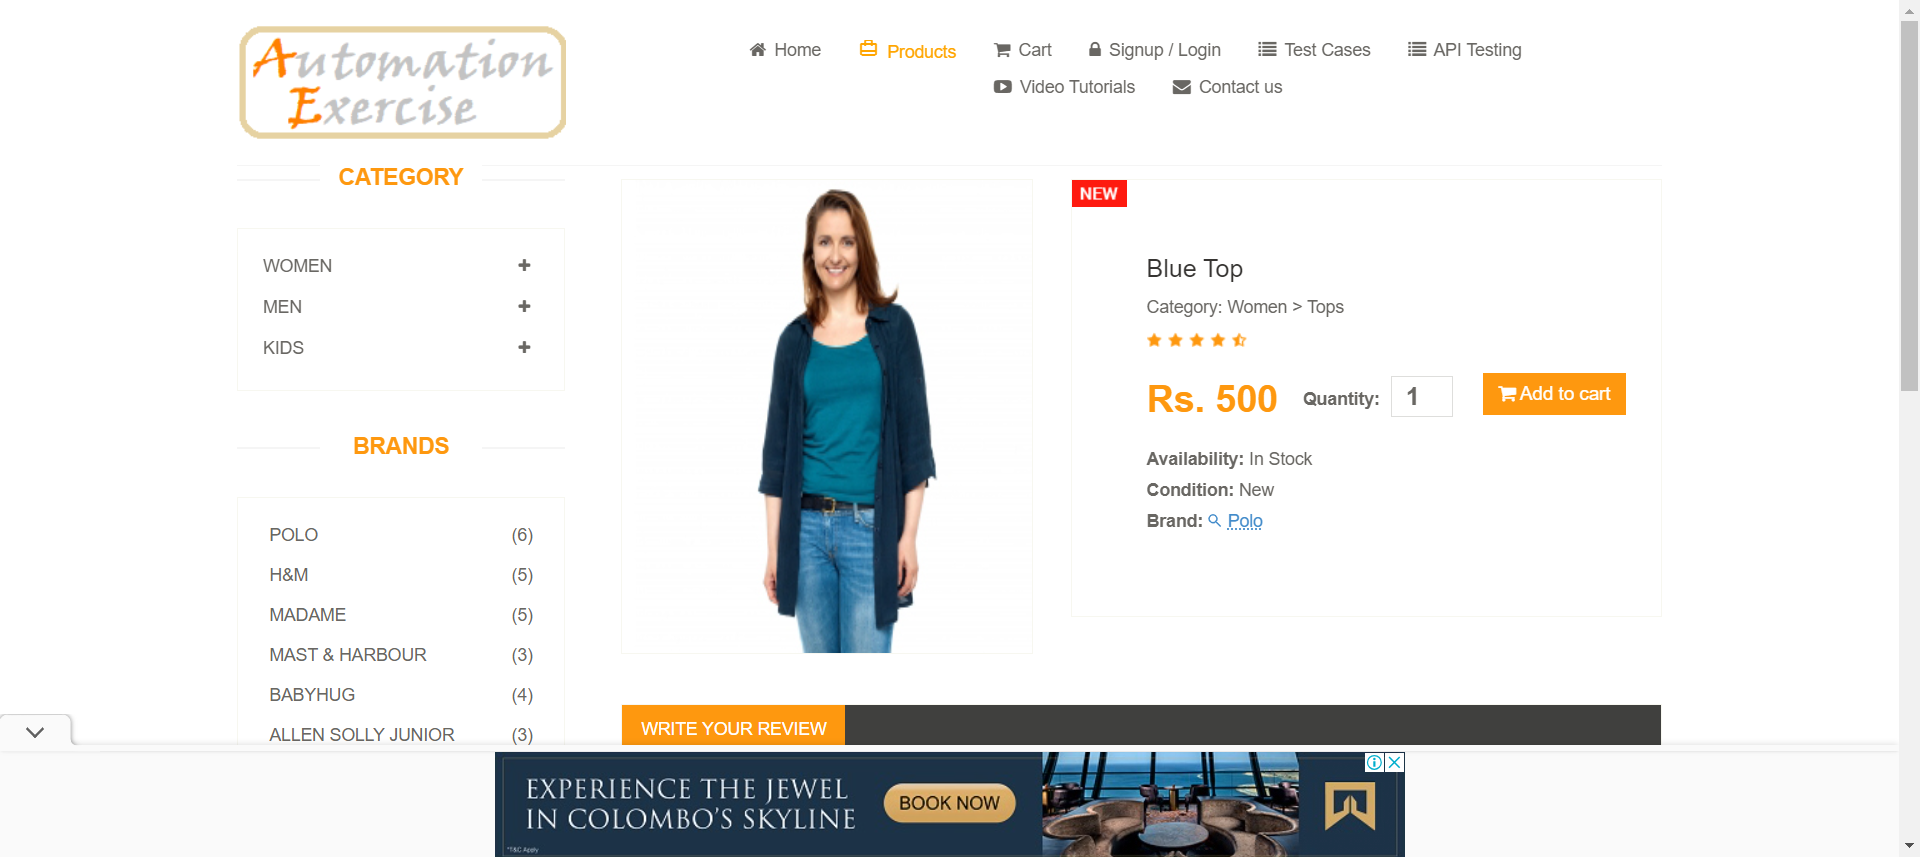 Automation
Exercise
Home
Products
Cart
Signup / Login
Test Cases
API Testing
Video Tutorials
Contact us
CATEGORY
WOMEN
MEN
KIDS
BRANDS
POLO (6)
H&M (5)
MADAME (5)
MAST & HARBOUR (3)
BABYHUG (4)
ALLEN SOLLY JUNIOR (3)
NEW
Blue Top
Category: Women > Tops
Rs. 500 Quantity: 1 Add to cart
Availability: In Stock
Condition: New
Brand: Polo
WRITE YOUR REVIEW
EXPERIENCE THE JEWEL
IN COLOMBO'S SKYLINE
BOOK NOW
*T&C Apply